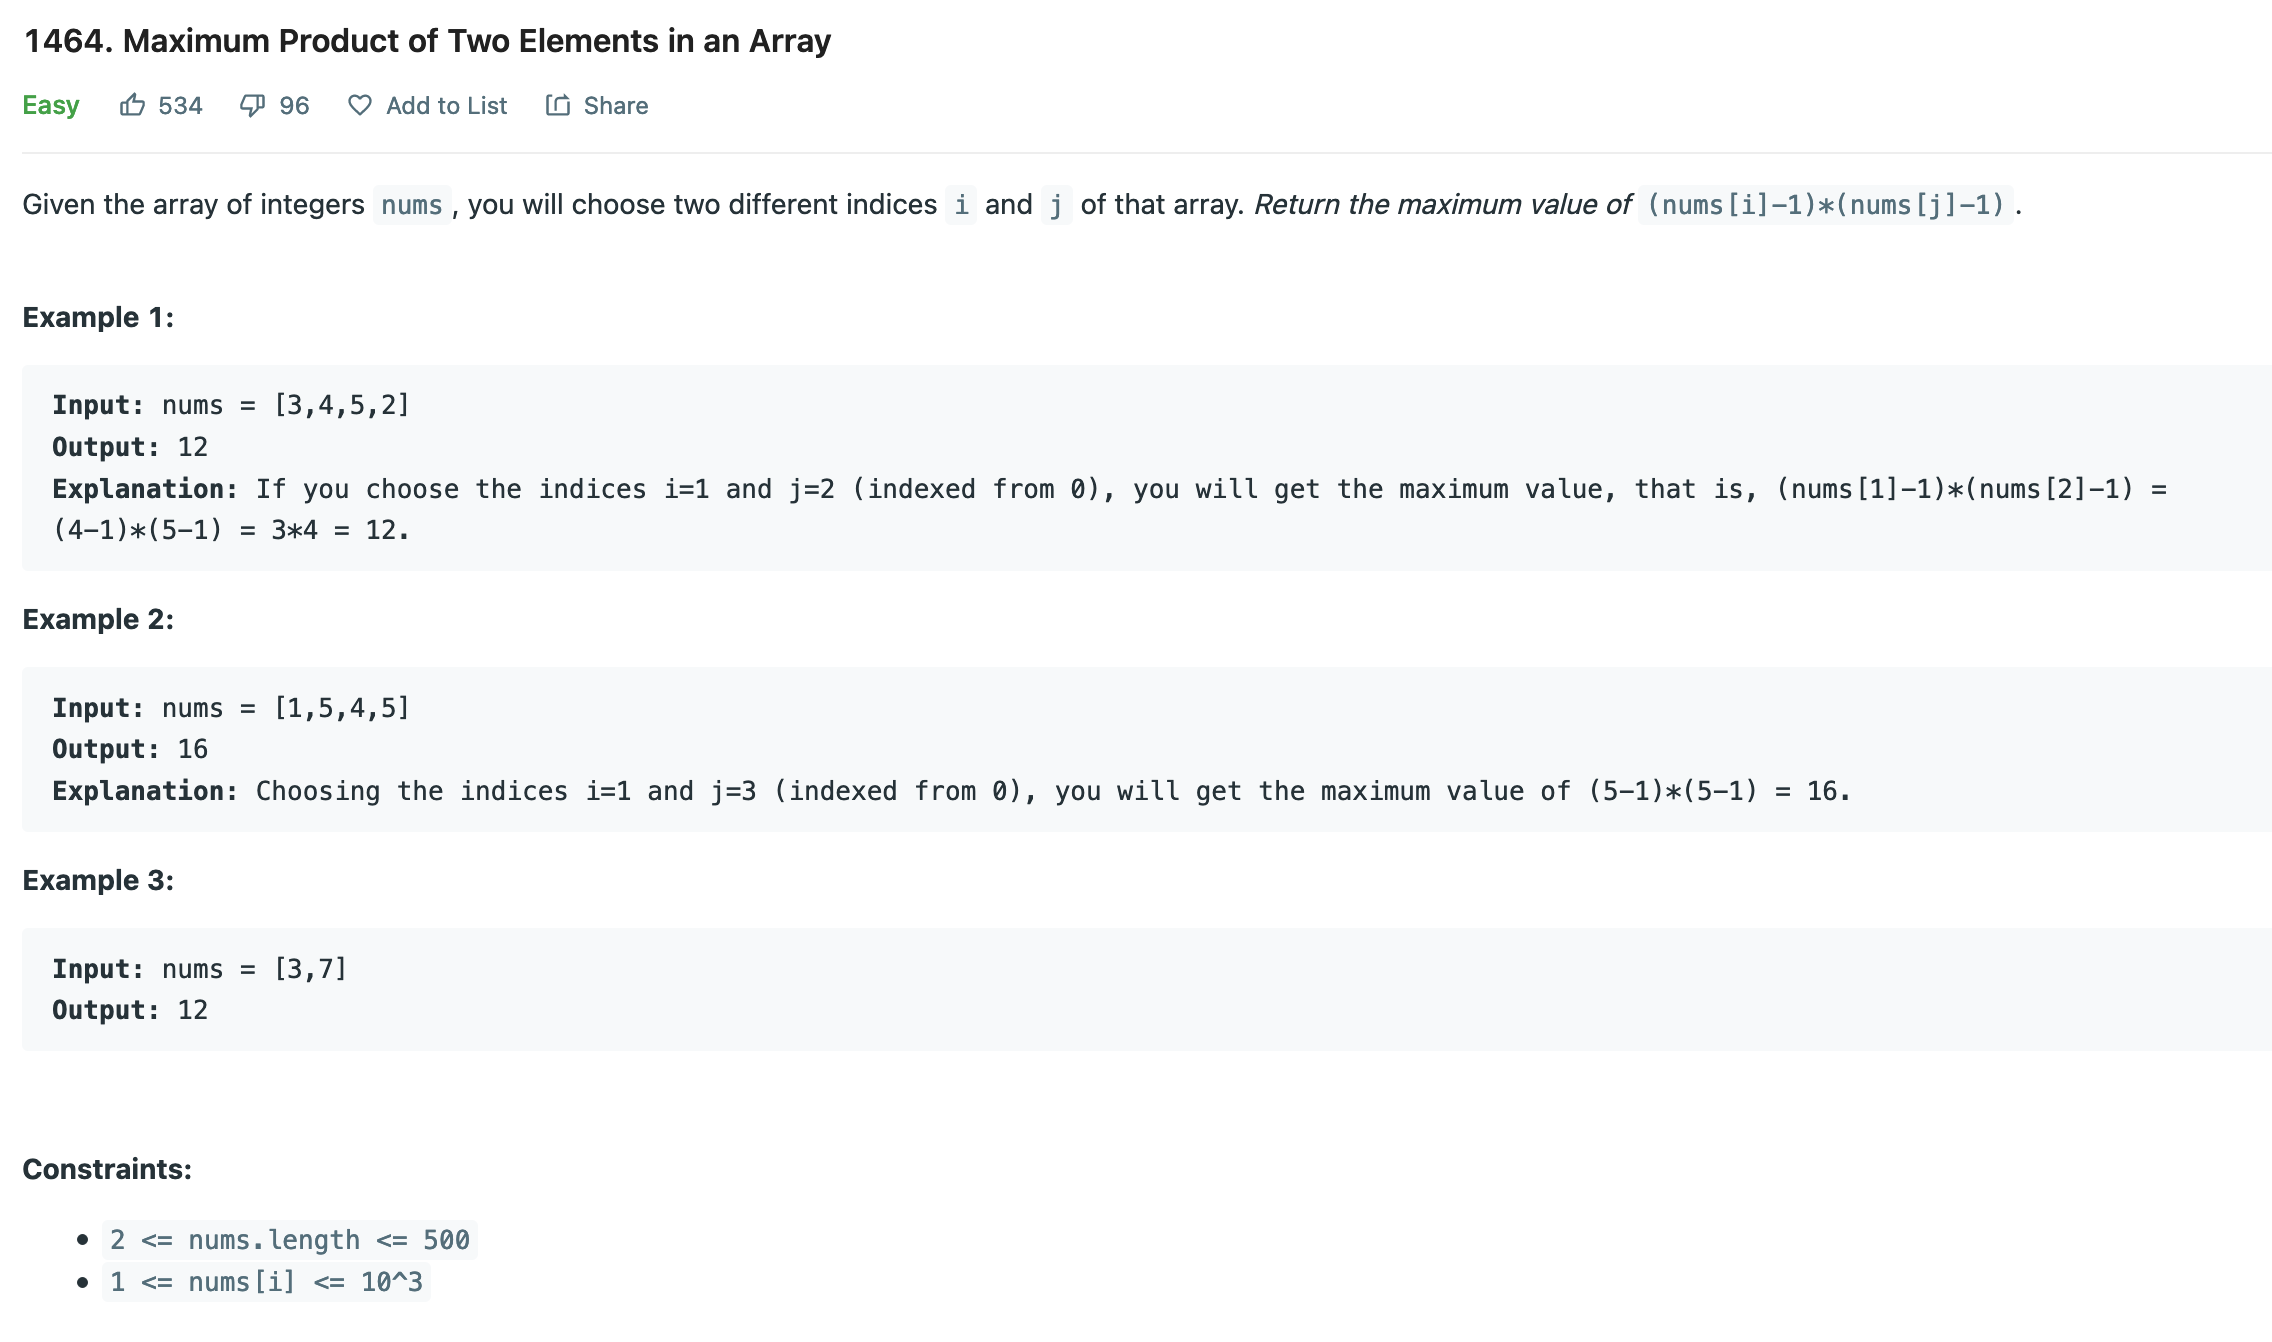 1464. Maximum Product of Two Elements in an Array
Easy 534 96 Add to List Share
Given the array of integers nums, you will choose two different indices i and j of that array. Return the maximum value of (nums[i]-1)*(nums[j]-1).
Example 1:
Input: nums = [3,4,5,2]
Output: 12
Explanation: If you choose the indices i=1 and j=2 (indexed from 0), you will get the maximum value, that is, (nums[1]-1)*(nums[2]-1) =
(4-1)*(5-1) = 3*4 = 12.
Example 2:
Input: nums = [1,5,4,5]
Output: 16
Explanation: Choosing the indices i=1 and j=3 (indexed from 0), you will get the maximum value of (5-1)*(5-1) = 16.
Example 3:
Input: nums = [3,7]
Output: 12
Constraints:
• 2 <= nums.length <= 500
• 1 <= nums[i] <= 10^3